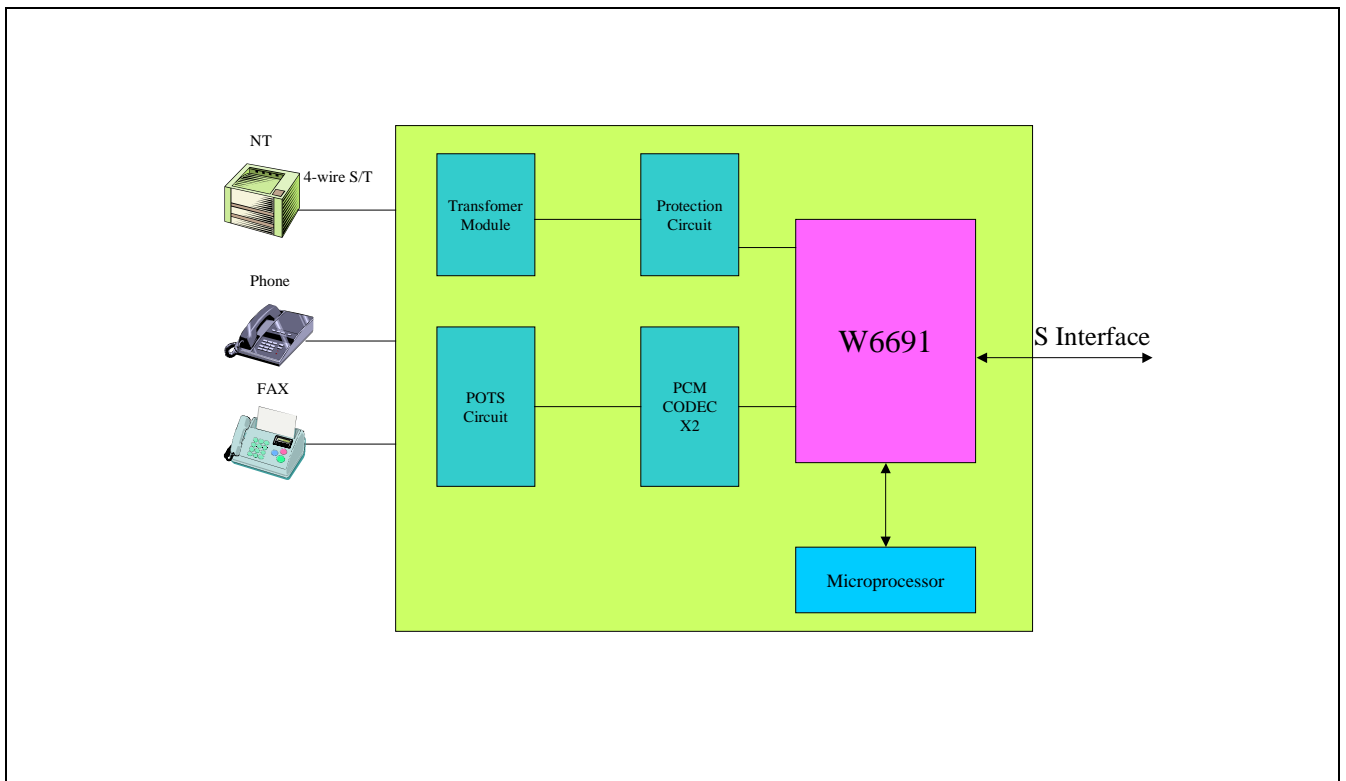 NT
4-wire S/T
Transfomer
Module
Protection
Circuit
Phone
W6691
S Interface
FAX
POTS
Circuit
PCM
CODEC
X2
Microprocessor